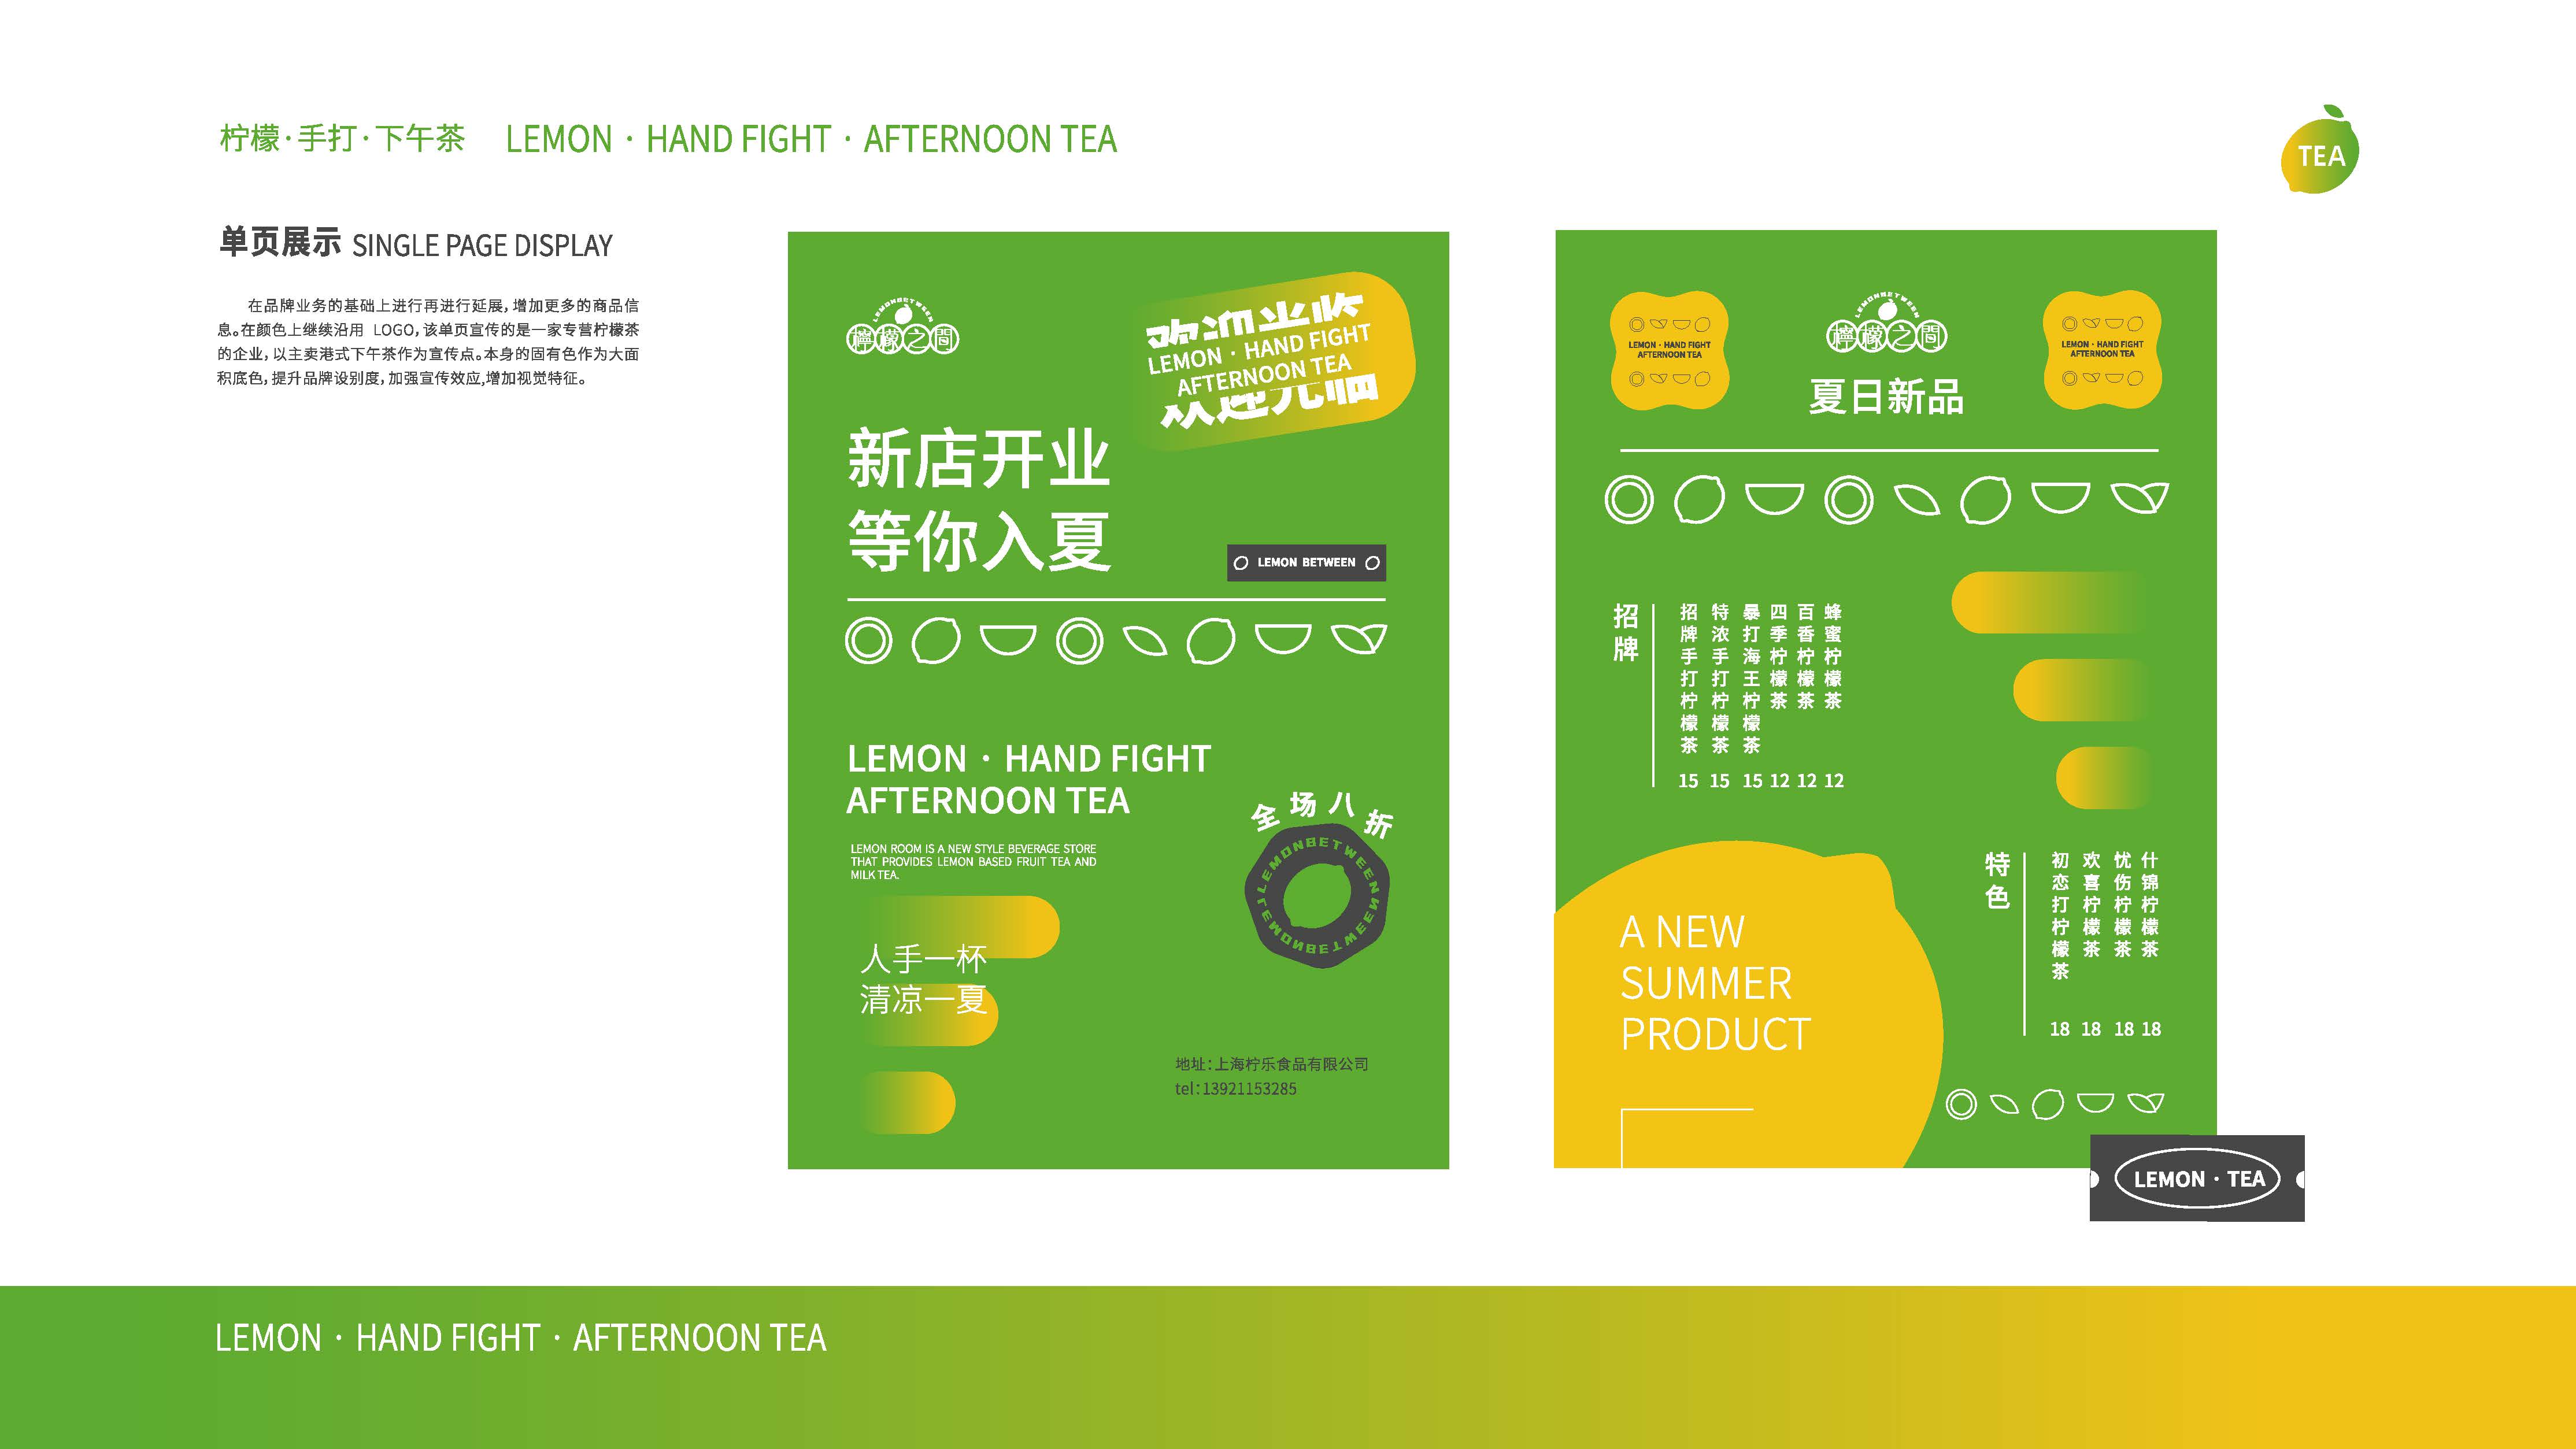 柠檬·手打·下午茶 LEMON · HAND FIGHT · AFTERNOON TEA
TEA
单页展示 SINGLE PAGE DISPLAY
在品牌业务的基础上进行再进行延展，增加更多的商品信
息。在颜色上继续沿用 LOGO，该单页宣传的是一家专营柠檬茶
的企业，以主卖港式下午茶作为宣传点。本身的固有色作为大面
积底色，提升品牌设别度，加强宣传效应,增加视觉特征。
LEMONBETWEEN
檸檬之間
欢迎光临
LEMON · HAND FIGHT
AFTERNOON TEA
欢迎光临
新店开业
等你入夏
LEMON BETWEEN
LEMON · HAND FIGHT
AFTERNOON TEA
LEMON ROOM IS A NEW STYLE BEVERAGE STORE
THAT PROVIDES LEMON BASED FRUIT TEA AND
MILK TEA.
全场八折
LEMONBETWEEN
LEMONBETWEEN
人手一杯
清凉一夏
地址：上海柠乐食品有限公司
tel：13921153285
LEMON · HAND FIGHT
AFTERNOON TEA
LEMONBETWEEN
檸檬之間
夏日新品
LEMON · HAND FIGHT
AFTERNOON TEA
招牌
招牌手打柠檬茶 15
特浓手打柠檬茶 15
暴打海王柠檬茶 15
四季柠檬茶 12
百香柠檬茶 12
蜂蜜柠檬茶 12
特色
初恋打柠檬茶 18
欢喜柠檬茶 18
忧伤柠檬茶 18
什锦柠檬茶 18
A NEW
SUMMER
PRODUCT
LEMON · TEA
LEMON · HAND FIGHT · AFTERNOON TEA